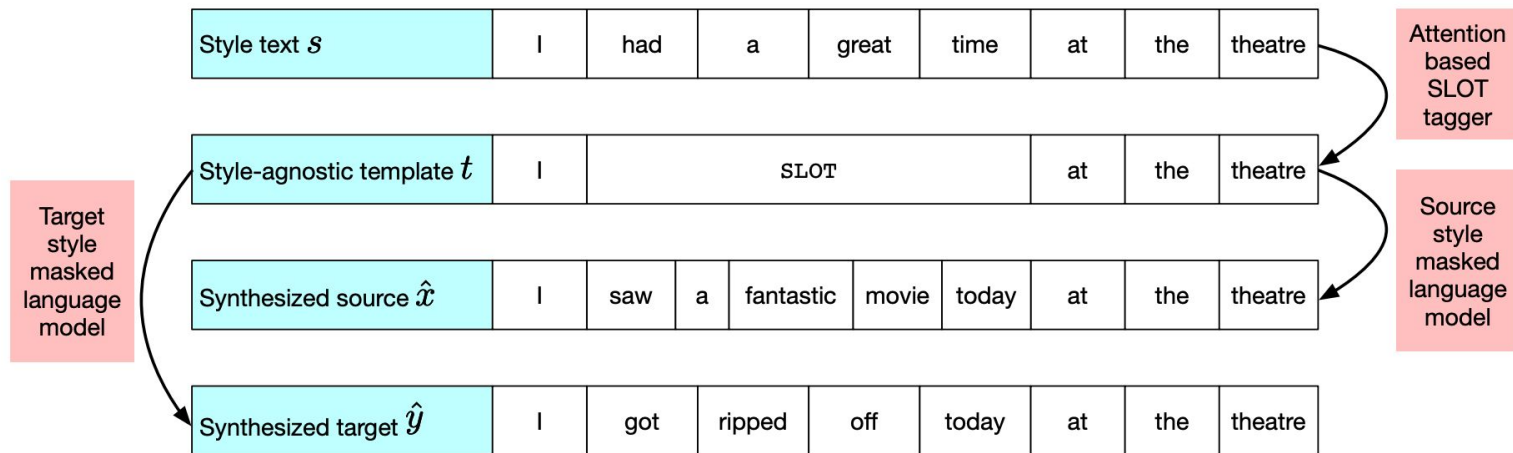 Style text s I had a great time at the theatre
Attention
based
SLOT
tagger
Style-agnostic template t I SLOT at the theatre
Target
style
masked
language
model
Source
style
masked
language
model
Synthesized source x̂ I saw a fantastic movie today at the theatre
Synthesized target ŷ I got ripped off today at the theatre